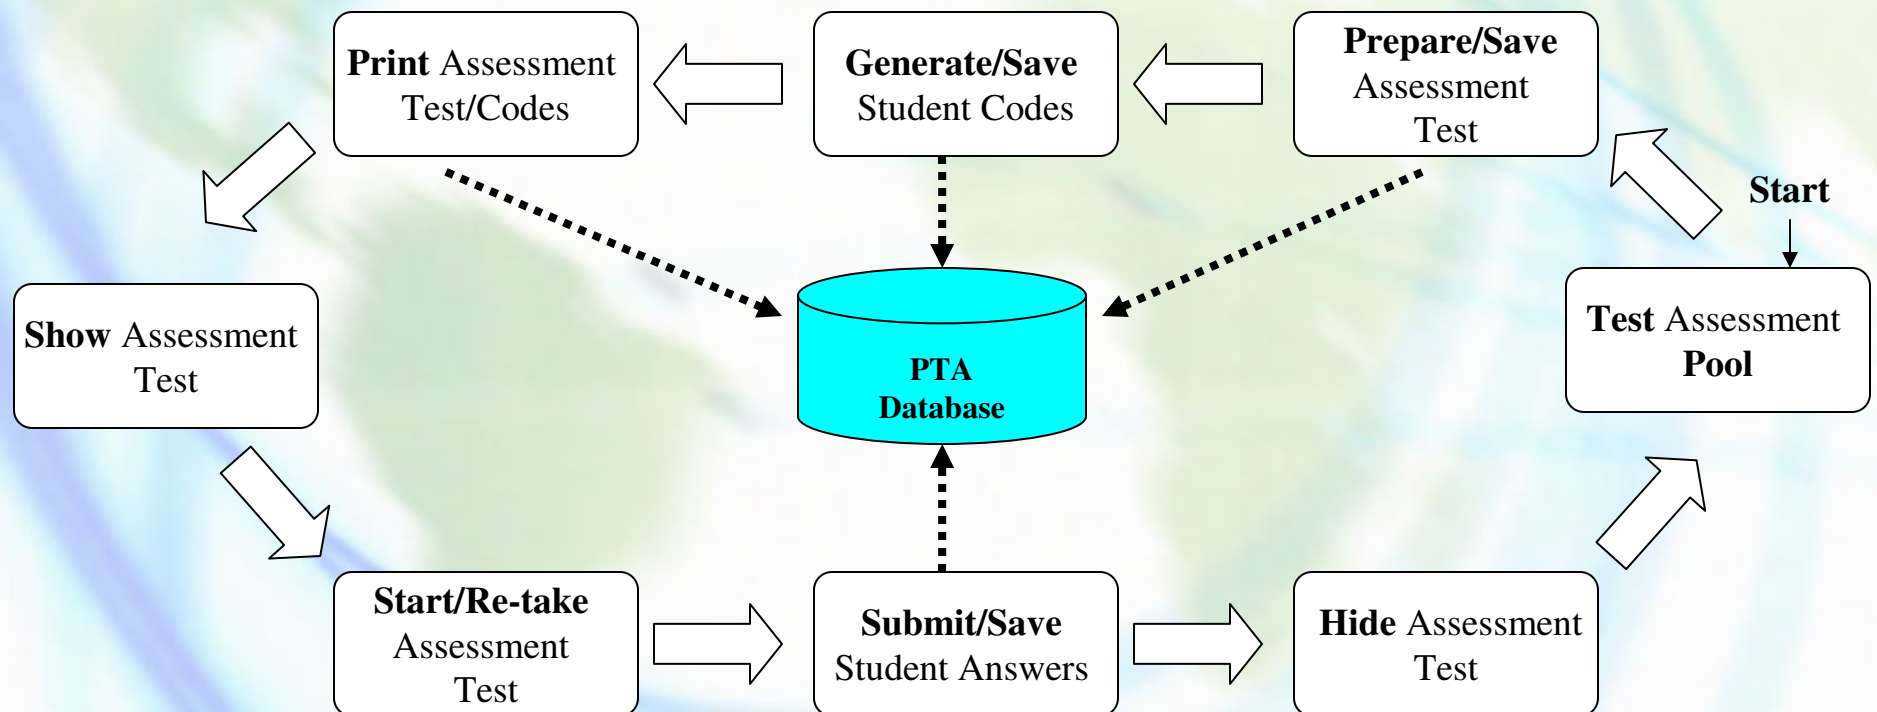 Print Assessment
Test/Codes
Generate/Save
Student Codes
Prepare/Save
Assessment
Test
Start
Show Assessment
Test
PTA
Database
Test Assessment
Pool
Start/Re-take
Assessment
Test
Submit/Save
Student Answers
Hide Assessment
Test